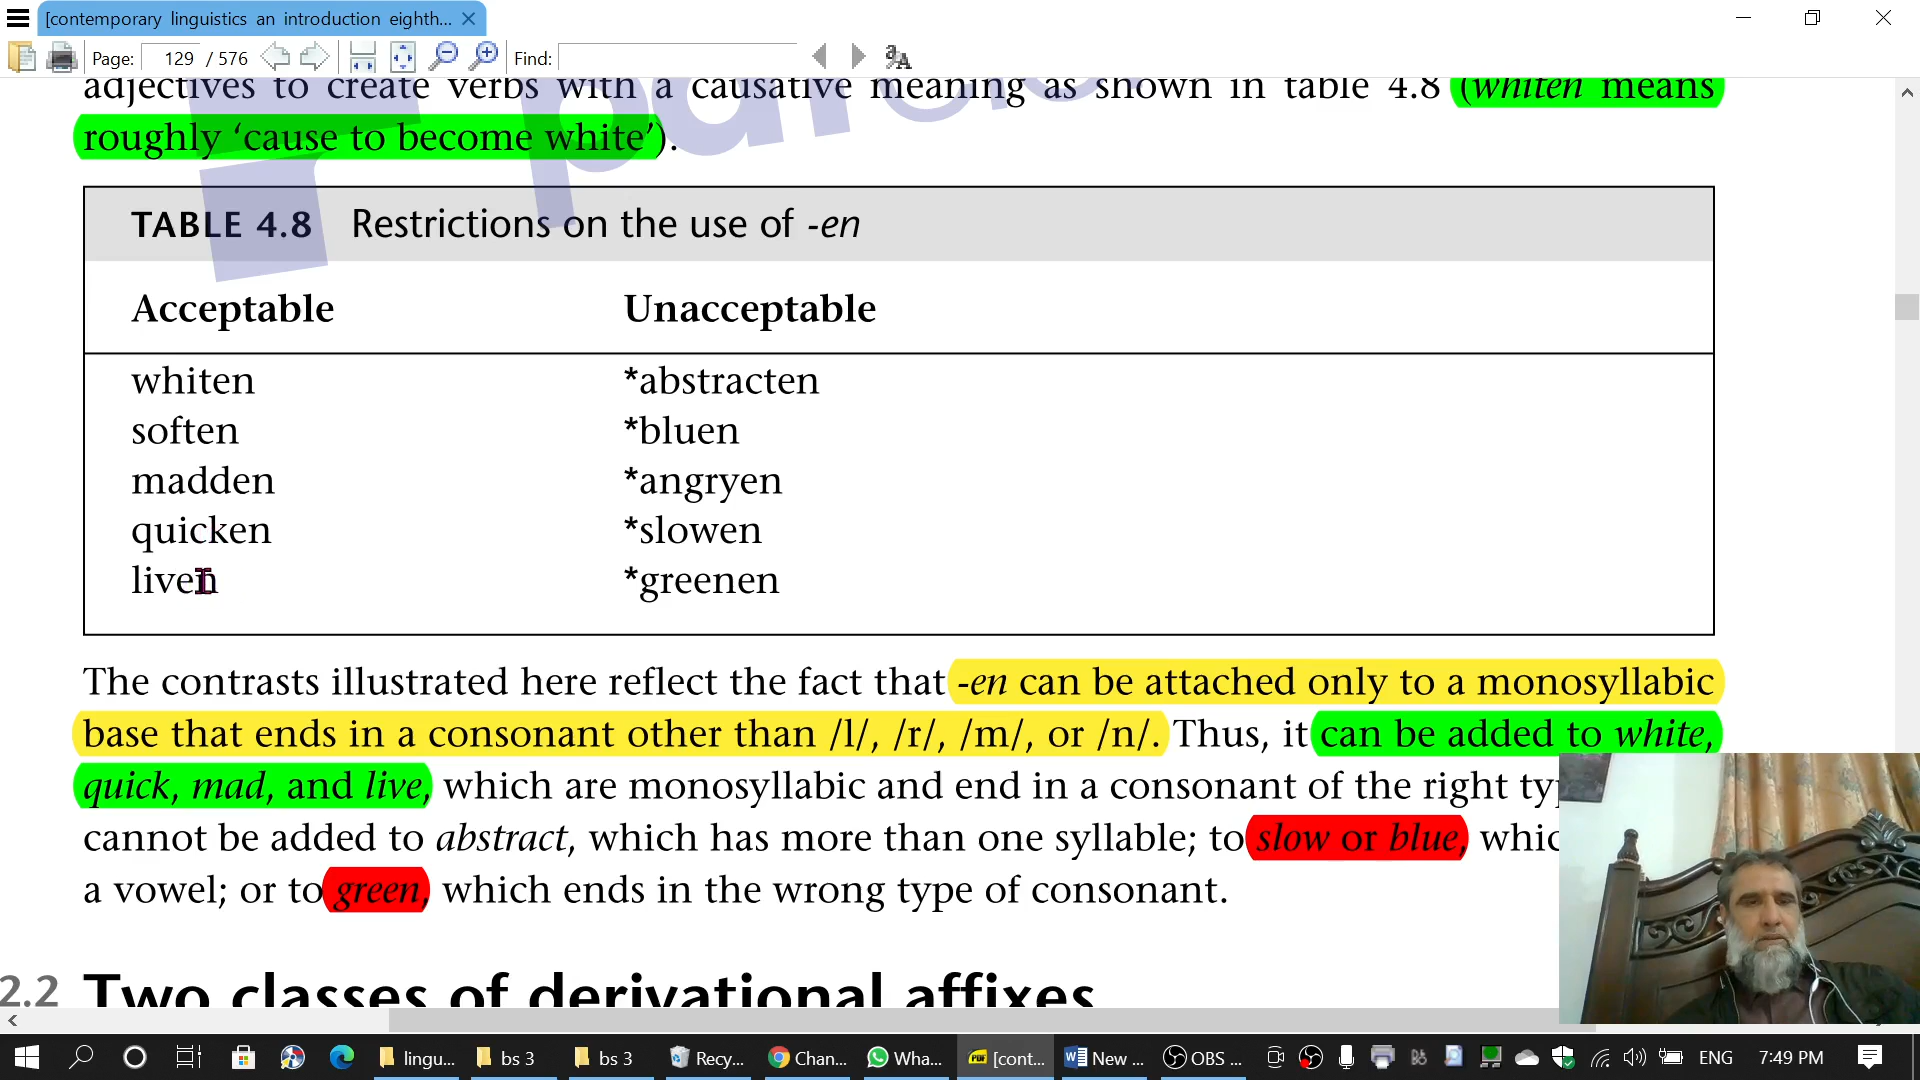 [contemporary linguistics an introduction eighth...
Page: 129 / 576 Find:
adjectives to create verbs with a causative meaning as shown in table 4.8 (whiten means
roughly ‘cause to become white’).
TABLE 4.8 Restrictions on the use of -en
Acceptable Unacceptable
whiten *abstracten
soften *bluen
madden *angryen
quicken *slowen
liven *greenen
The contrasts illustrated here reflect the fact that -en can be attached only to a monosyllabic
base that ends in a consonant other than /l/, /r/, /m/, or /n/. Thus, it can be added to white,
quick, mad, and live, which are monosyllabic and end in a consonant of the right typ
cannot be added to abstract, which has more than one syllable; to slow or blue, whic
a vowel; or to green, which ends in the wrong type of consonant.
2.2 Two classes of derivational affixes
lingu... bs 3 bs 3 Recy... Chan... Wha... [cont... New ... OBS ... ENG 7:49 PM